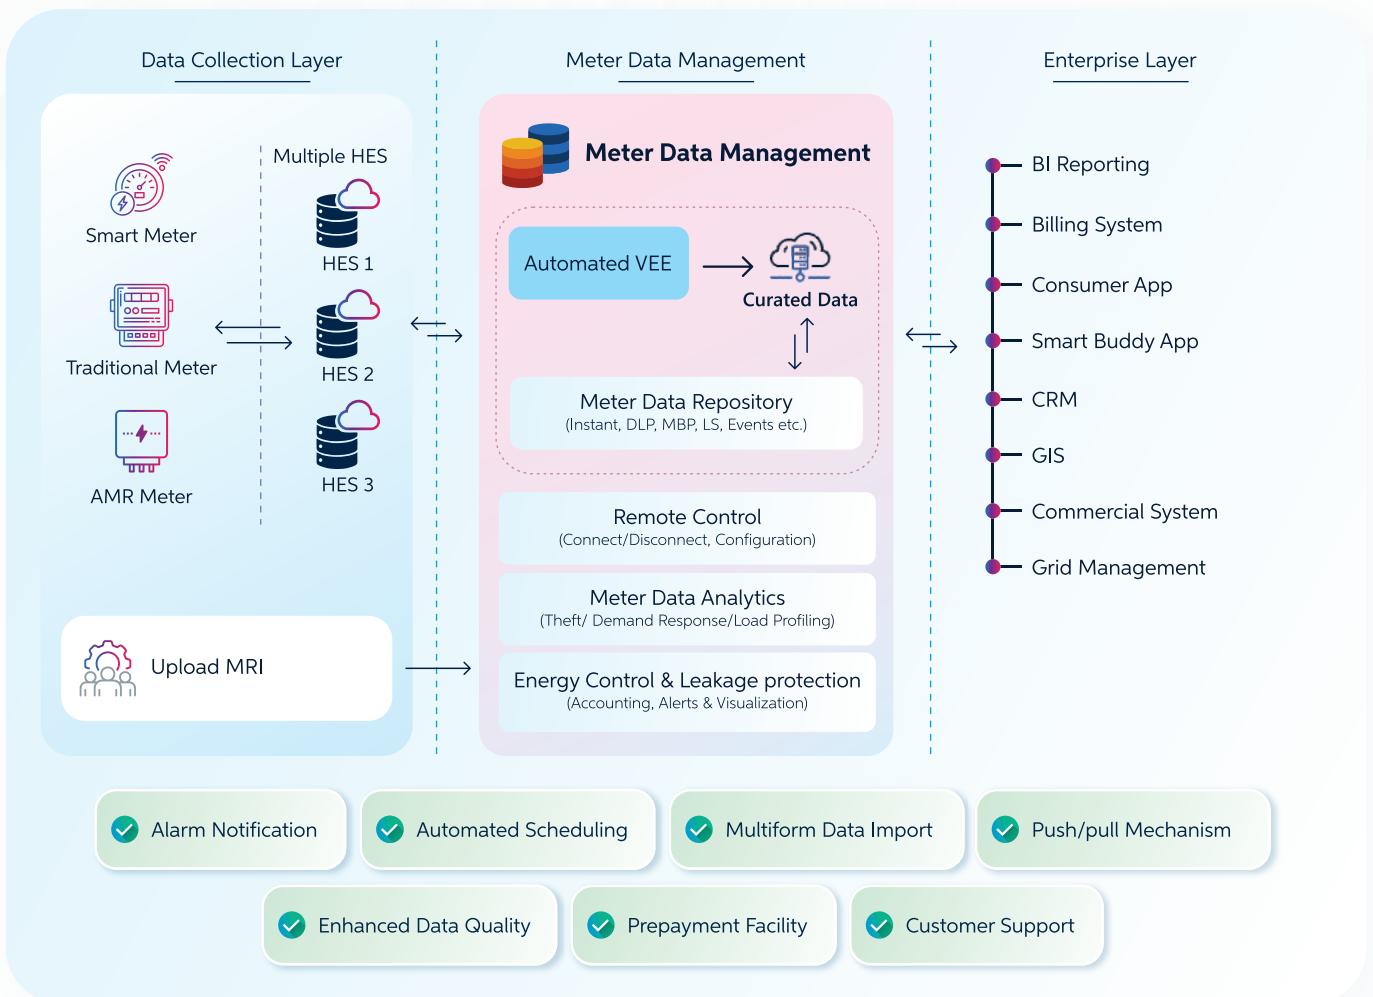 Data Collection Layer
Meter Data Management
Enterprise Layer
Smart Meter
Traditional Meter
AMR Meter
Multiple HES
HES 1
HES 2
HES 3
Upload MRI
Meter Data Management
Automated VEE
Curated Data
Meter Data Repository
(Instant, DLP, MBP, LS, Events etc.)
Remote Control
(Connect/Disconnect, Configuration)
Meter Data Analytics
(Theft/ Demand Response/Load Profiling)
Energy Control & Leakage protection
(Accounting, Alerts & Visualization)
BI Reporting
Billing System
Consumer App
Smart Buddy App
CRM
GIS
Commercial System
Grid Management
Alarm Notification
Automated Scheduling
Multiform Data Import
Push/pull Mechanism
Enhanced Data Quality
Prepayment Facility
Customer Support